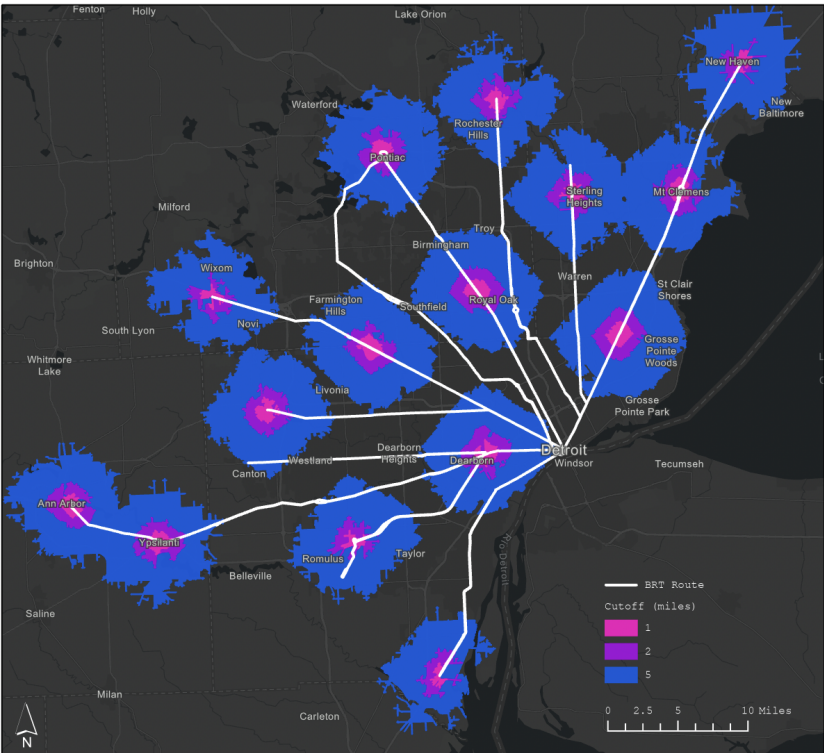 Fenton
Holly
Lake Orion
New Haven
New
Baltimore
Waterford
Rochester
Hills
Pontiac
Sterling
Heights
Mt Clemens
Milford
Troy
Birmingham
Brighton
Wixom
Warren
St Clair
Shores
Farmington
Hills
Southfield
Royal Oak
South Lyon
Novi
Grosse
Pointe
Woods
Whitmore
Lake
Livonia
Grosse
Pointe Park
Detroit
Windsor
Dearborn
Heights
Dearborn
Westland
Canton
Tecumseh
Ann Arbor
Ypsilanti
Romulus
Taylor
Belleville
Río Detroit
Saline
Milan
Carleton
BRT Route
Cutoff (miles)
1
2
5
0 2.5 5 10 Miles
N